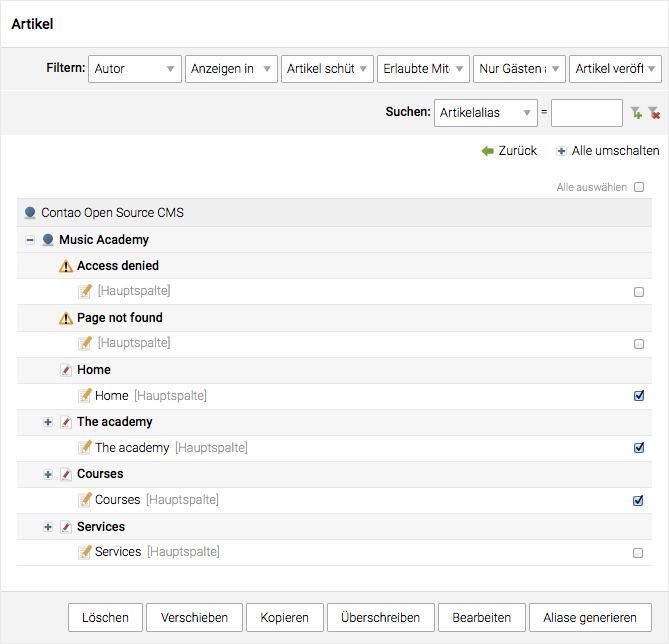 Artikel
Filtern: Autor Anzeigen in Artikel schüt Erlaubte Mit Nur Gästen Artikel veröff
Suchen: Artikelalias =
Zurück Alle umschalten
Alle auswählen
Contao Open Source CMS
Music Academy
Access denied
[Hauptspalte]
Page not found
[Hauptspalte]
Home
Home [Hauptspalte]
The academy
The academy [Hauptspalte]
Courses
Courses [Hauptspalte]
Services
Services [Hauptspalte]
Löschen Verschieben Kopieren Überschreiben Bearbeiten Aliase generieren